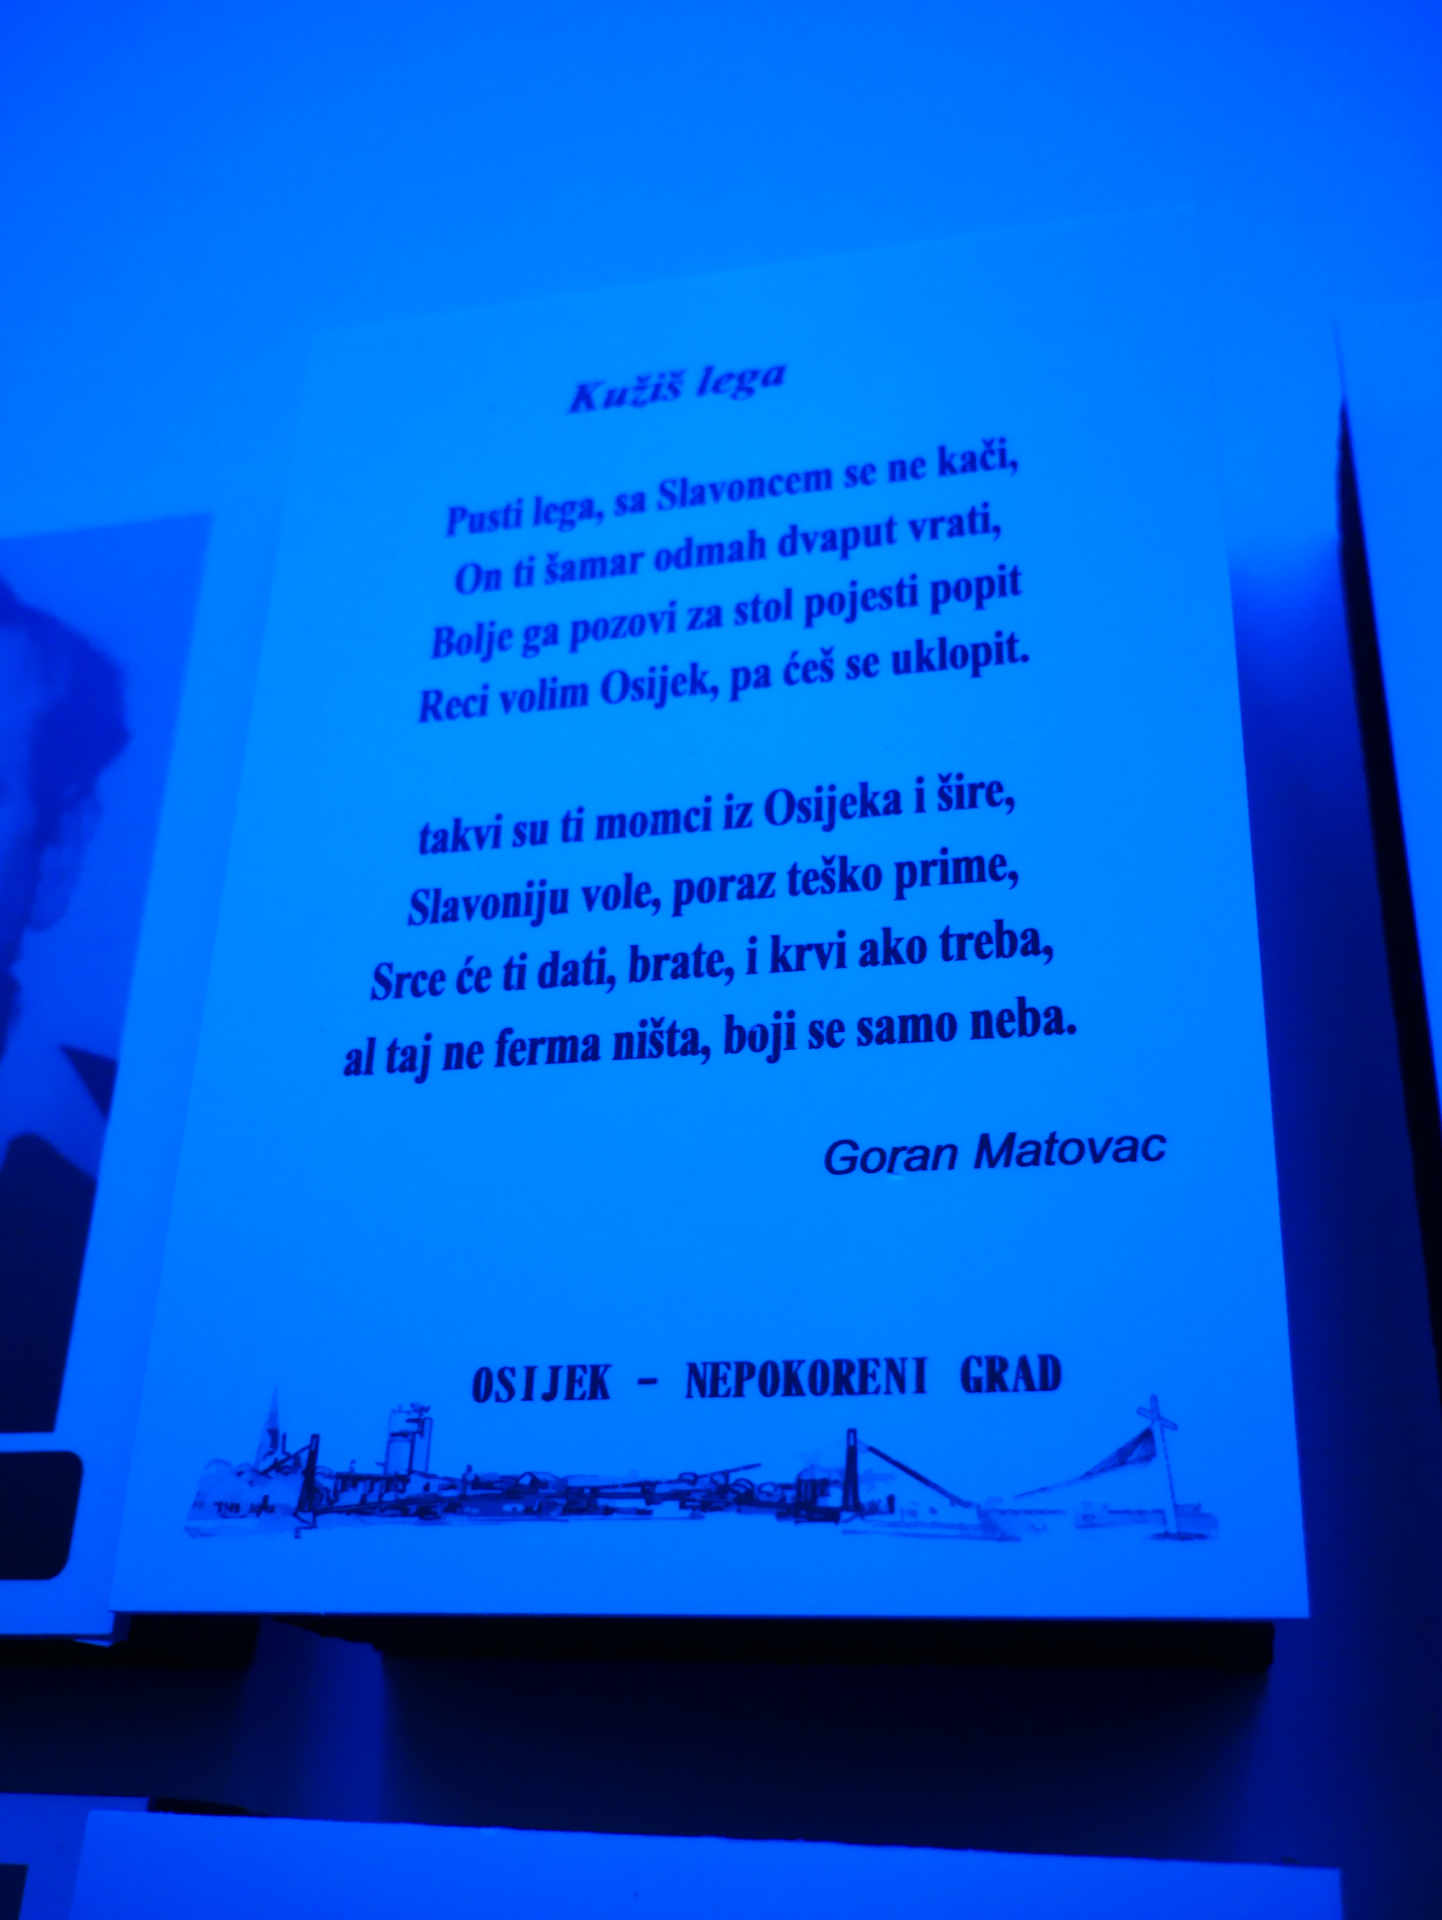 Kužiš lega
Pusti lega, sa Slavoncem se ne kači,
On ti šamar odmah dvaput vrati,
Bolje ga pozovi za stol pojesti popit
Reci volim Osijek, pa ćeš se uklopit.
takvi su ti momci iz Osijeka i šire,
Slavoniju vole, poraz teško prime,
Srce će ti dati, brate, i krvi ako treba,
al taj ne ferma ništa, boji se samo neba.
Goran Matovac
OSIJEK - NEPOKORENI GRAD